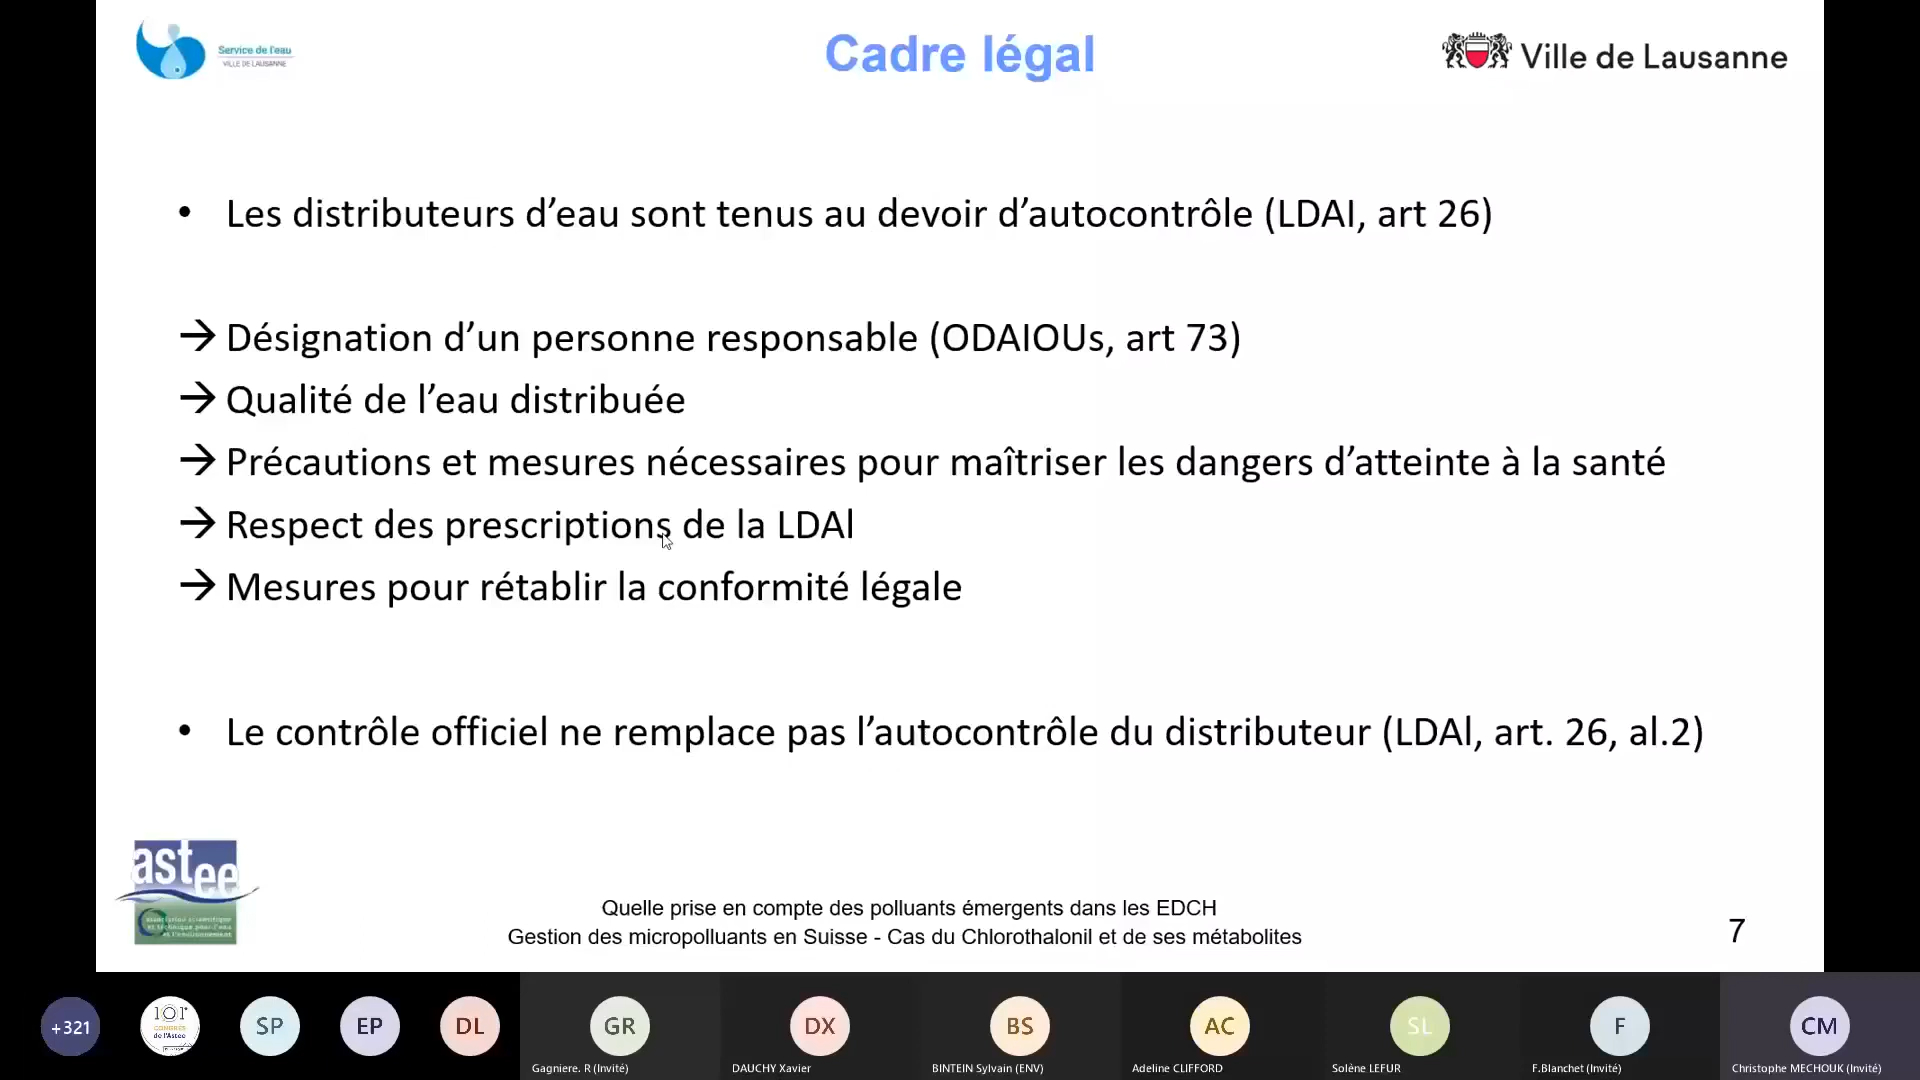 Service de l'eau
VILLE DE LAUSANNE
Cadre légal
Ville de Lausanne
• Les distributeurs d'eau sont tenus au devoir d'autocontrôle (LDAI, art 26)
→ Désignation d'un personne responsable (ODAIOUs, art 73)
→ Qualité de l'eau distribuée
→ Précautions et mesures nécessaires pour maîtriser les dangers d'atteinte à la santé
→ Respect des prescriptions de la LDAl
→ Mesures pour rétablir la conformité légale
• Le contrôle officiel ne remplace pas l'autocontrôle du distributeur (LDAl, art. 26, al.2)
astee
Quelle prise en compte des polluants émergents dans les EDCH
Gestion des micropolluants en Suisse - Cas du Chlorothalonil et de ses métabolites
7
+321
101
CONGRÈS
de l'Astee
SP
EP
DL
GR
DX
BS
AC
SL
F
CM
Gagniere. R (Invité)
DAUCHY Xavier
BINTEIN Sylvain (ENV)
Adeline CLIFFORD
Solène LEFUR
F.Blanchet (Invité)
Christophe MECHOUK (Invité)